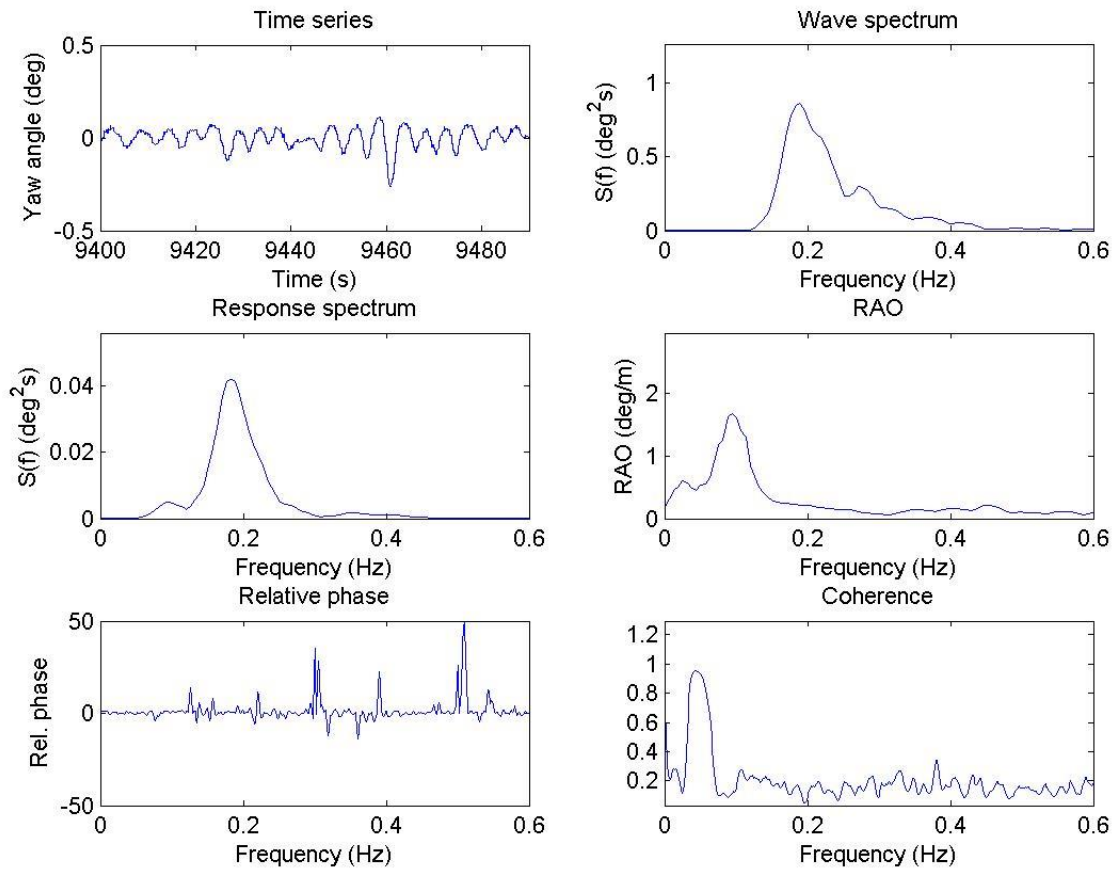 Time series
0.5
0
-0.5
Yaw angle (deg)
9400 9420 9440 9460 9480
Time (s)
Wave spectrum
1
0.5
0
S(f) (deg²s)
0 0.2 0.4 0.6
Frequency (Hz)
Response spectrum
0.04
0.02
0
S(f) (deg²s)
0 0.2 0.4 0.6
Frequency (Hz)
RAO
2
1
0
RAO (deg/m)
0 0.2 0.4 0.6
Frequency (Hz)
Relative phase
50
0
-50
Rel. phase
0 0.2 0.4 0.6
Frequency (Hz)
Coherence
1.2
1
0.8
0.6
0.4
0.2
0 0.2 0.4 0.6
Frequency (Hz)